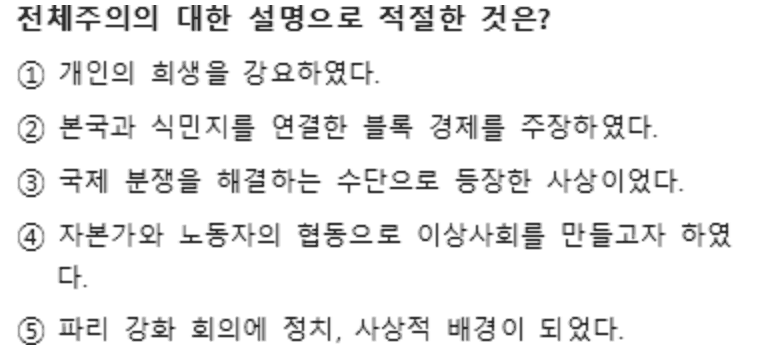 전체주의의 대한 설명으로 적절한 것은?
① 개인의 희생을 강요하였다.
② 본국과 식민지를 연결한 블록 경제를 주장하였다.
③ 국제 분쟁을 해결하는 수단으로 등장한 사상이었다.
④ 자본가와 노동자의 협동으로 이상사회를 만들고자 하였
다.
⑤ 파리 강화 회의에 정치, 사상적 배경이 되었다.